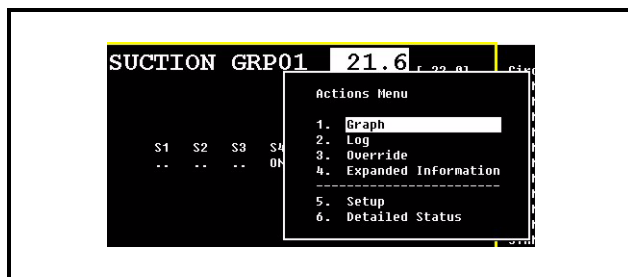 SUCTION GRP01 21.6
Actions Menu
1. Graph
2. Log
3. Override
4. Expanded Information
5. Setup
6. Detailed Status
S1 S2 S3 S4
.. .. .. ON